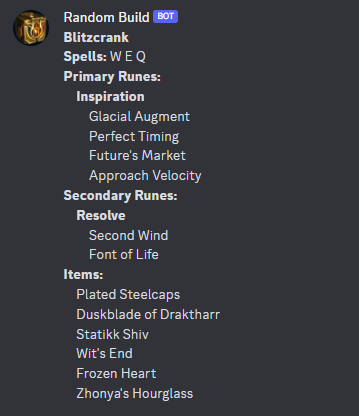 Random Build BOT
Blitzcrank
Spells: W E Q
Primary Runes:
Inspiration
Glacial Augment
Perfect Timing
Future's Market
Approach Velocity
Secondary Runes:
Resolve
Second Wind
Font of Life
Items:
Plated Steelcaps
Duskblade of Draktharr
Statikk Shiv
Wit's End
Frozen Heart
Zhonya's Hourglass